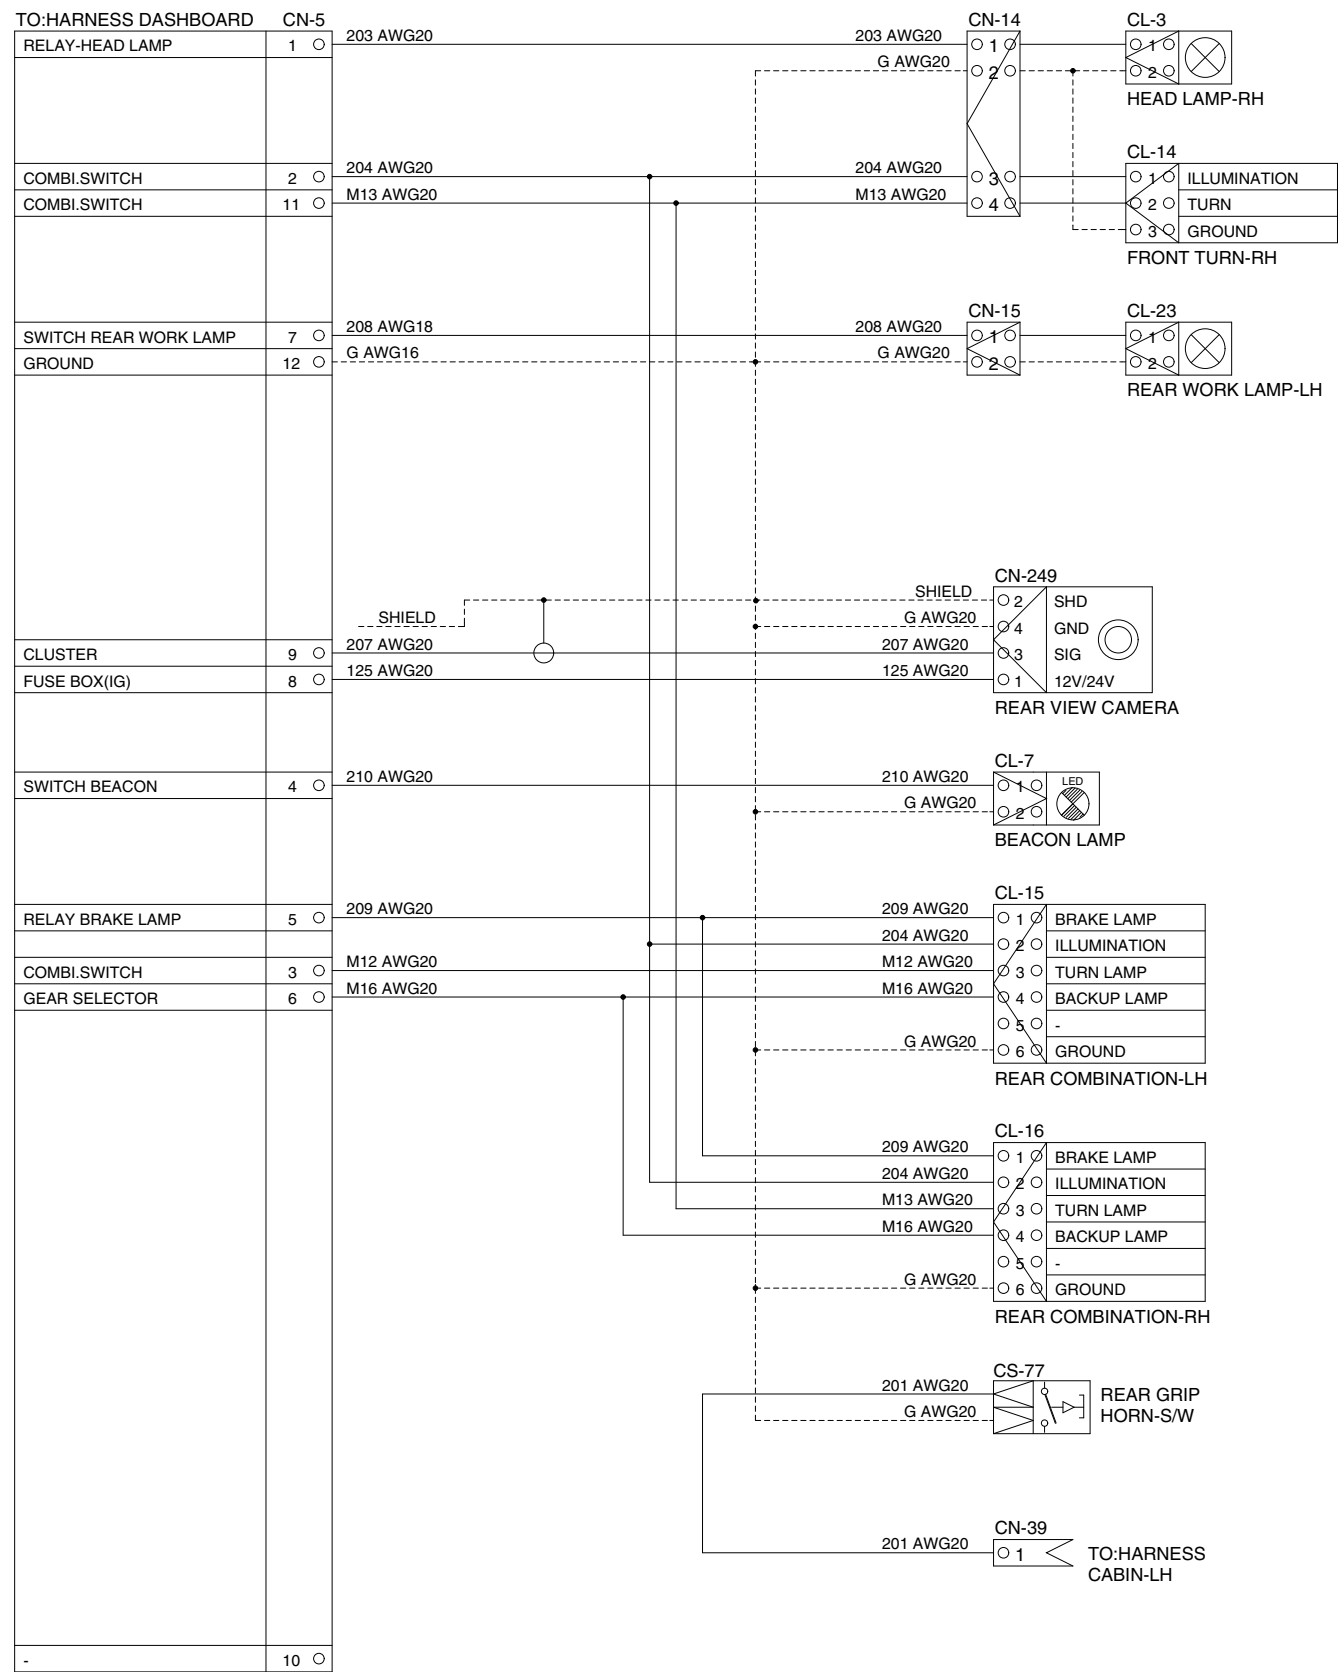 TO:HARNESS DASHBOARD CN-5 CN-14 CL-3
RELAY-HEAD LAMP 1 203 AWG20 203 AWG20 1 1
G AWG20 2 2
HEAD LAMP-RH
CL-14
COMBI.SWITCH 2 204 AWG20 204 AWG20 3 1 ILLUMINATION
COMBI.SWITCH 11 M13 AWG20 M13 AWG20 4 2 TURN
3 GROUND
FRONT TURN-RH
CN-15 CL-23
SWITCH REAR WORK LAMP 7 208 AWG18 208 AWG20 1 1
GROUND 12 G AWG16 G AWG20 2 2
REAR WORK LAMP-LH
CN-249
SHIELD SHIELD 2 SHD
G AWG20 4 GND
CLUSTER 9 207 AWG20 207 AWG20 3 SIG
FUSE BOX(IG) 8 125 AWG20 125 AWG20 1 12V/24V
REAR VIEW CAMERA
CL-7
SWITCH BEACON 4 210 AWG20 210 AWG20 1 LED
G AWG20 2
BEACON LAMP
CL-15
RELAY BRAKE LAMP 5 209 AWG20 209 AWG20 1 BRAKE LAMP
204 AWG20 2 ILLUMINATION
COMBI.SWITCH 3 M12 AWG20 M12 AWG20 3 TURN LAMP
GEAR SELECTOR 6 M16 AWG20 M16 AWG20 4 BACKUP LAMP
5 -
G AWG20 6 GROUND
REAR COMBINATION-LH
CL-16
209 AWG20 1 BRAKE LAMP
204 AWG20 2 ILLUMINATION
M13 AWG20 3 TURN LAMP
M16 AWG20 4 BACKUP LAMP
5 -
G AWG20 6 GROUND
REAR COMBINATION-RH
CS-77
201 AWG20 REAR GRIP
G AWG20 HORN-S/W
CN-39
201 AWG20 1 TO:HARNESS
CABIN-LH
- 10